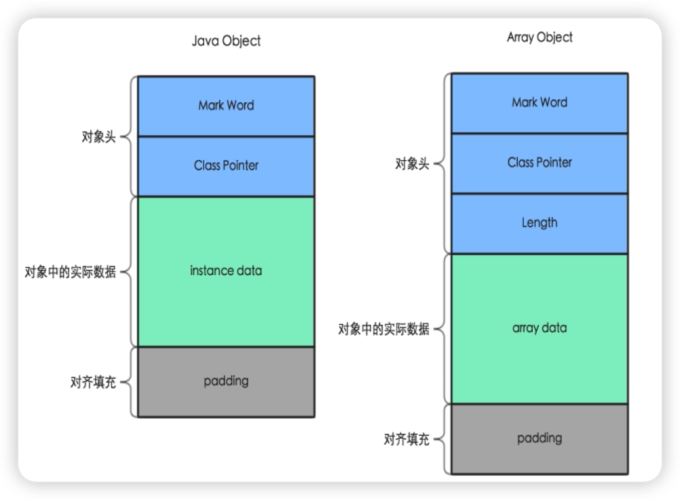 Java Object
对象头
Mark Word
Class Pointer
对象中的实际数据
instance data
对齐填充
padding
Array Object
对象头
Mark Word
Class Pointer
Length
对象中的实际数据
array data
对齐填充
padding